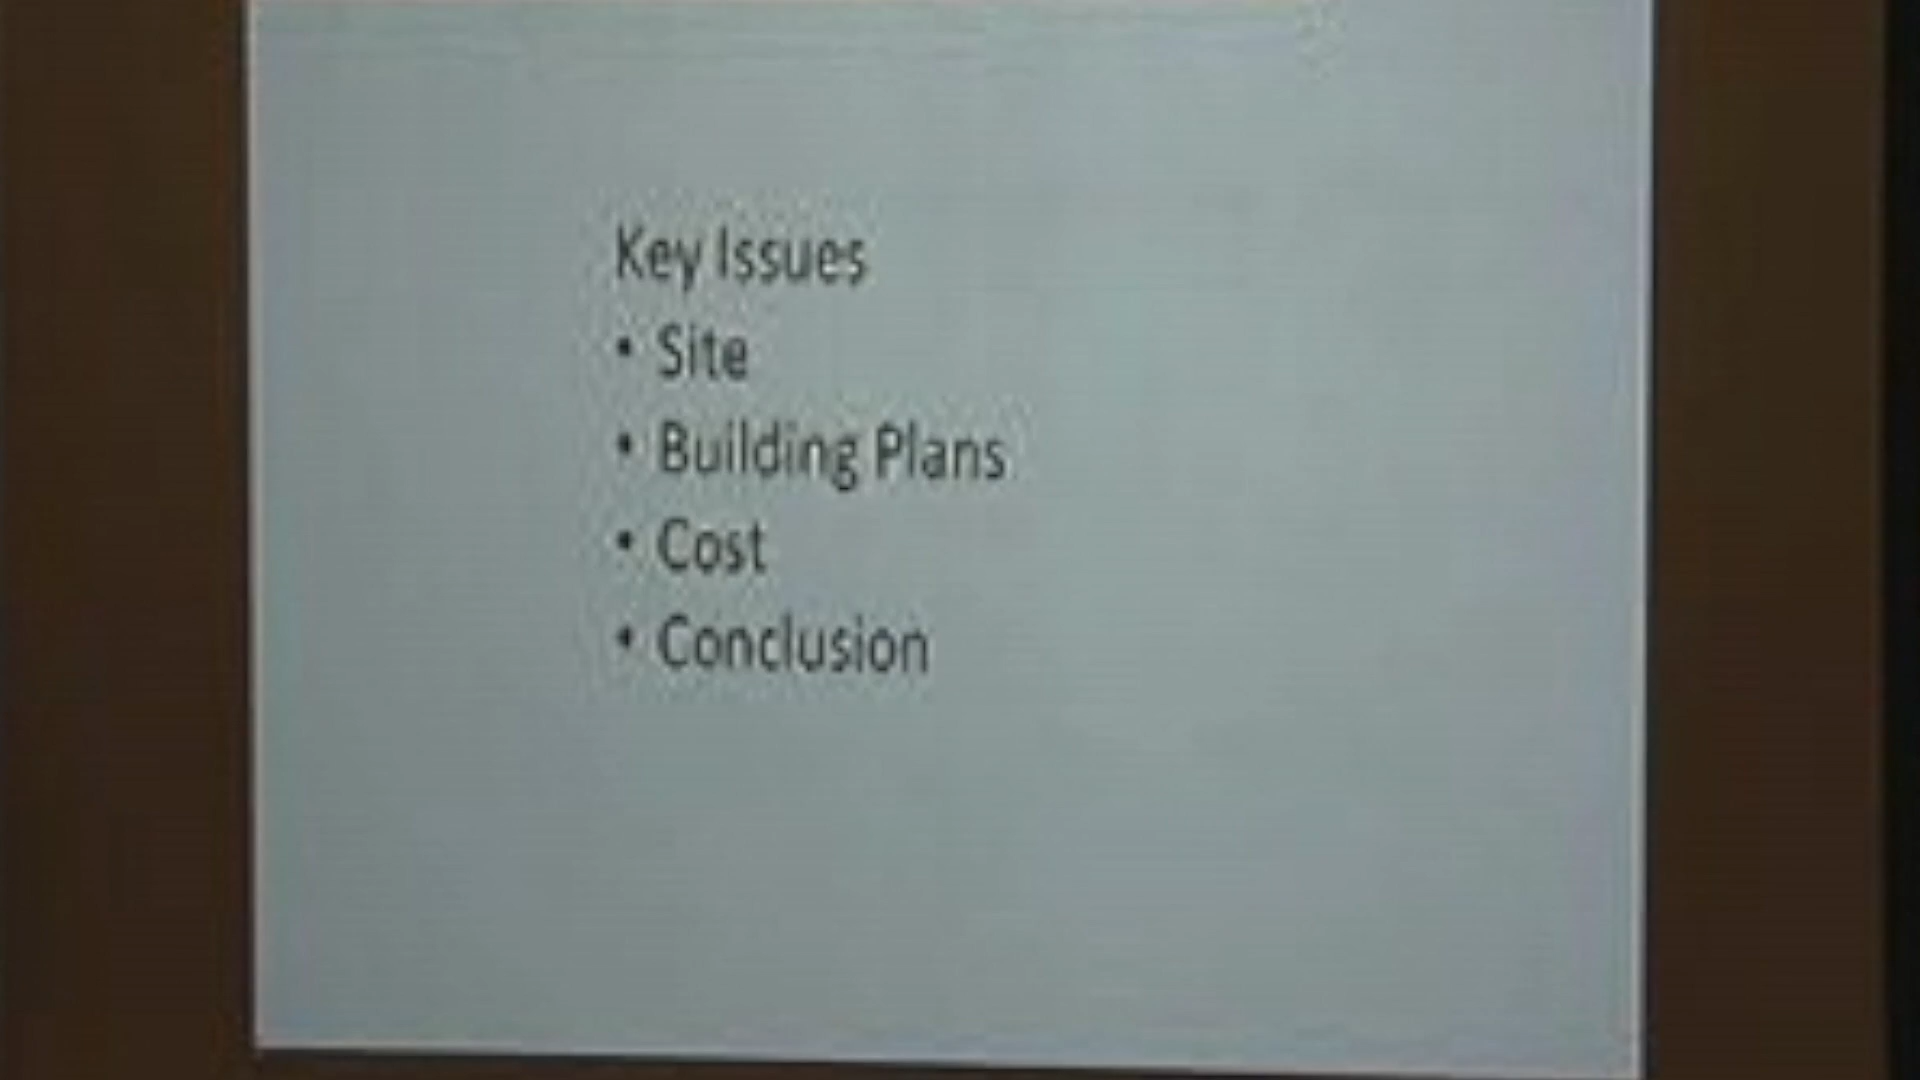 Key Issues
• Site
• Building Plans
• Cost
• Conclusion